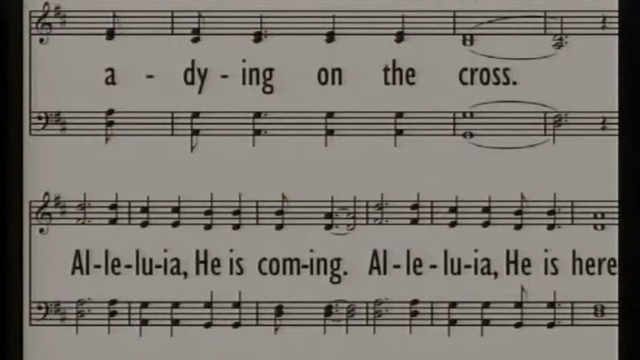 a - dy - ing on the cross.
Al-le-lu-ia, He is com-ing. Al-le-lu-ia, He is here